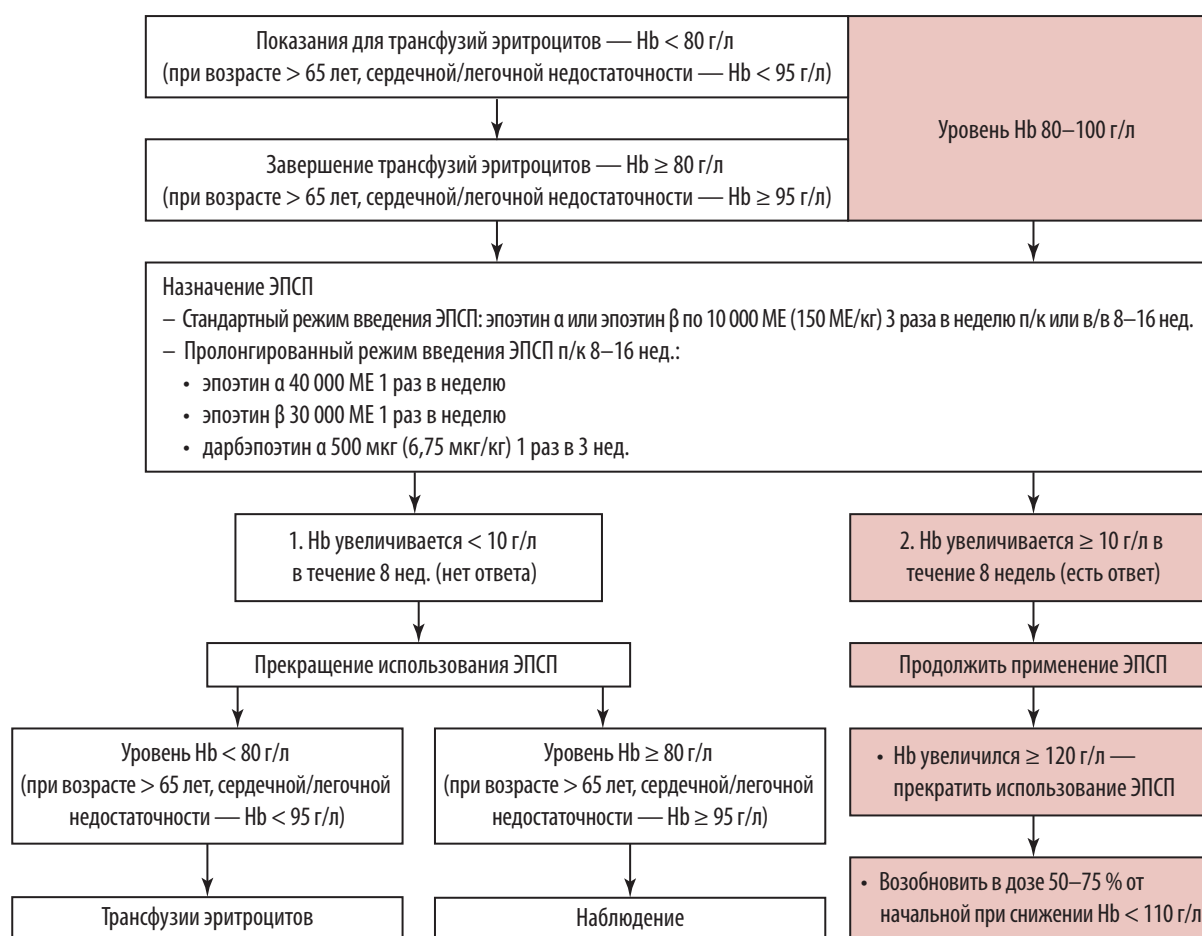 Показания для трансфузий эритроцитов — Hb < 80 г/л
(при возрасте > 65 лет, сердечной/легочной недостаточности — Hb < 95 г/л)
Уровень Hb 80–100 г/л
Завершение трансфузий эритроцитов — Hb ≥ 80 г/л
(при возрасте > 65 лет, сердечной/легочной недостаточности — Hb ≥ 95 г/л)
Назначение ЭПСП
– Стандартный режим введения ЭПСП: эпоэтин α или эпоэтин β по 10 000 МЕ (150 МЕ/кг) 3 раза в неделю п/к или в/в 8–16 нед.
– Пролонгированный режим введения ЭПСП п/к 8–16 нед.:
• эпоэтин α 40 000 МЕ 1 раз в неделю
• эпоэтин β 30 000 МЕ 1 раз в неделю
• дарбэпоэтин α 500 мкг (6,75 мкг/кг) 1 раз в 3 нед.
1. Hb увеличивается < 10 г/л
в течение 8 нед. (нет ответа)
2. Hb увеличивается ≥ 10 г/л в
течение 8 недель (есть ответ)
Прекращение использования ЭПСП
Продолжить применение ЭПСП
Уровень Hb < 80 г/л
(при возрасте > 65 лет, сердечной/легочной
недостаточности — Hb < 95 г/л)
Уровень Hb ≥ 80 г/л
(при возрасте > 65 лет, сердечной/легочной
недостаточности — Hb ≥ 95 г/л)
• Hb увеличился ≥ 120 г/л —
прекратить использование ЭПСП
Трансфузии эритроцитов
Наблюдение
• Возобновить в дозе 50–75 % от
начальной при снижении Hb < 110 г/л